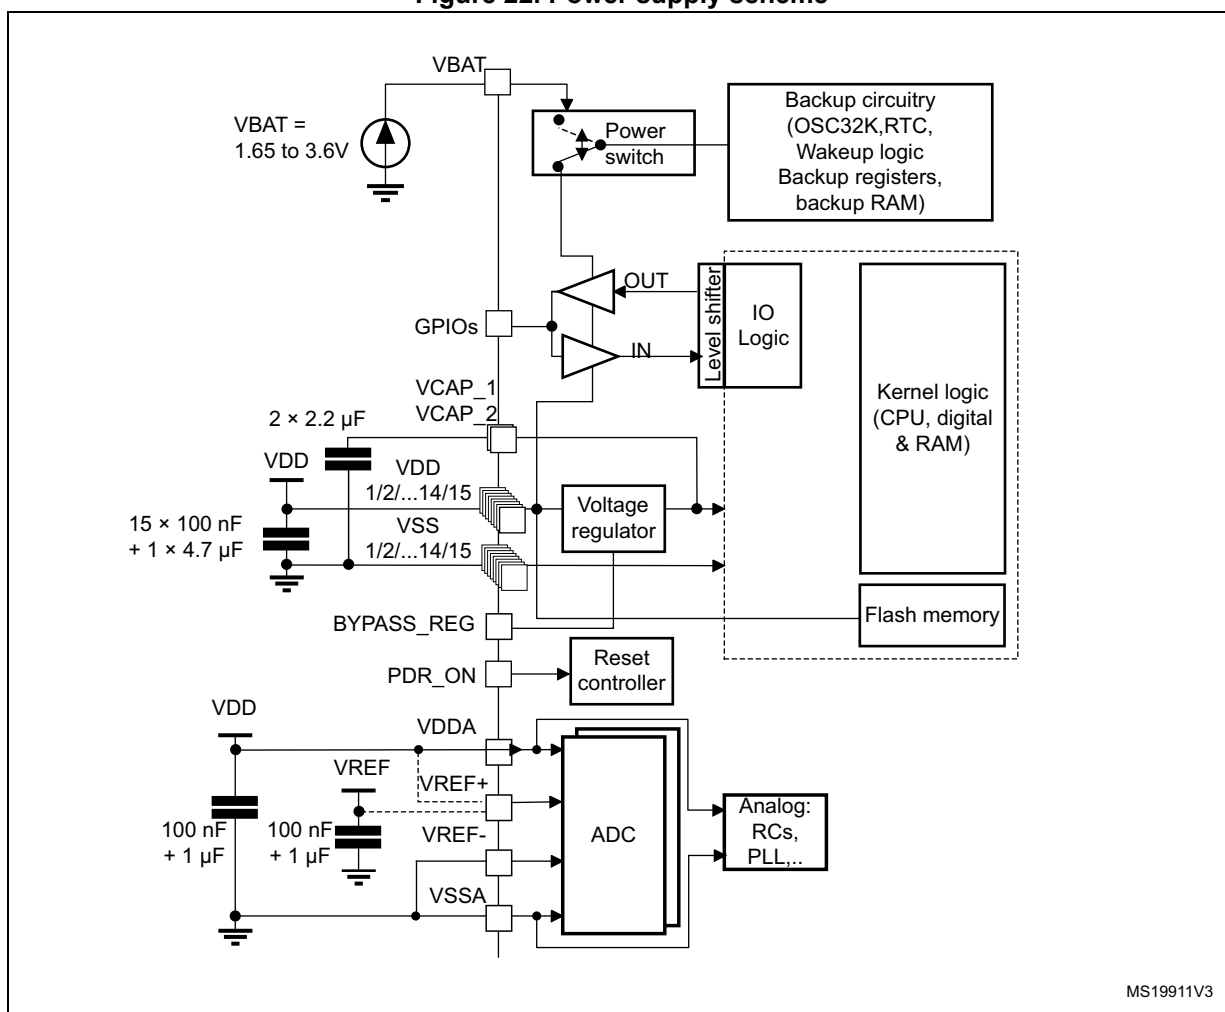 Figure 22. Power supply scheme
VBAT
VBAT =
1.65 to 3.6V
Power
switch
Backup circuitry
(OSC32K,RTC,
Wakeup logic
Backup registers,
backup RAM)
OUT
Level shifter
IO
Logic
GPIOs
IN
Kernel logic
(CPU, digital
& RAM)
VCAP_1
VCAP_2
2 × 2.2 µF
VDD
VDD
1/2/...14/15
Voltage
regulator
15 × 100 nF
+ 1 × 4.7 µF
VSS
1/2/...14/15
Flash memory
BYPASS_REG
PDR_ON
Reset
controller
VDD
VDDA
VREF
VREF+
100 nF
+ 1 µF
100 nF
+ 1 µF
VREF-
ADC
Analog:
RCs,
PLL,..
VSSA
MS19911V3